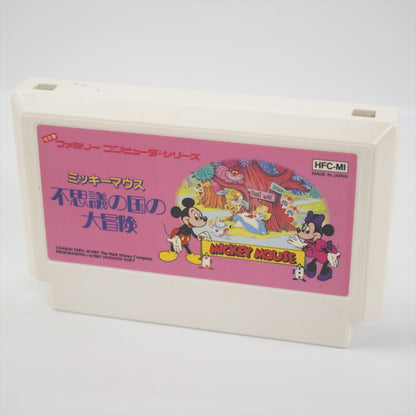 ファミリー コンピュータ・シリーズ
HFC-MI
MADE IN JAPAN
ミッキーマウス
不思議の国の
大冒険
MICKEY MOUSE
CHARACTERS ©1987 The Walt Disney Company
PROGRAMING ©1987 HUDSON SOFT